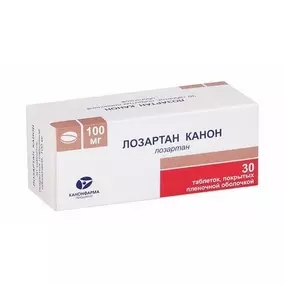 100
мг
ЛОЗАРТАН КАНОН
лозартан
30
таблеток, покрытых
пленочной оболочкой
КАНОНФАРМА